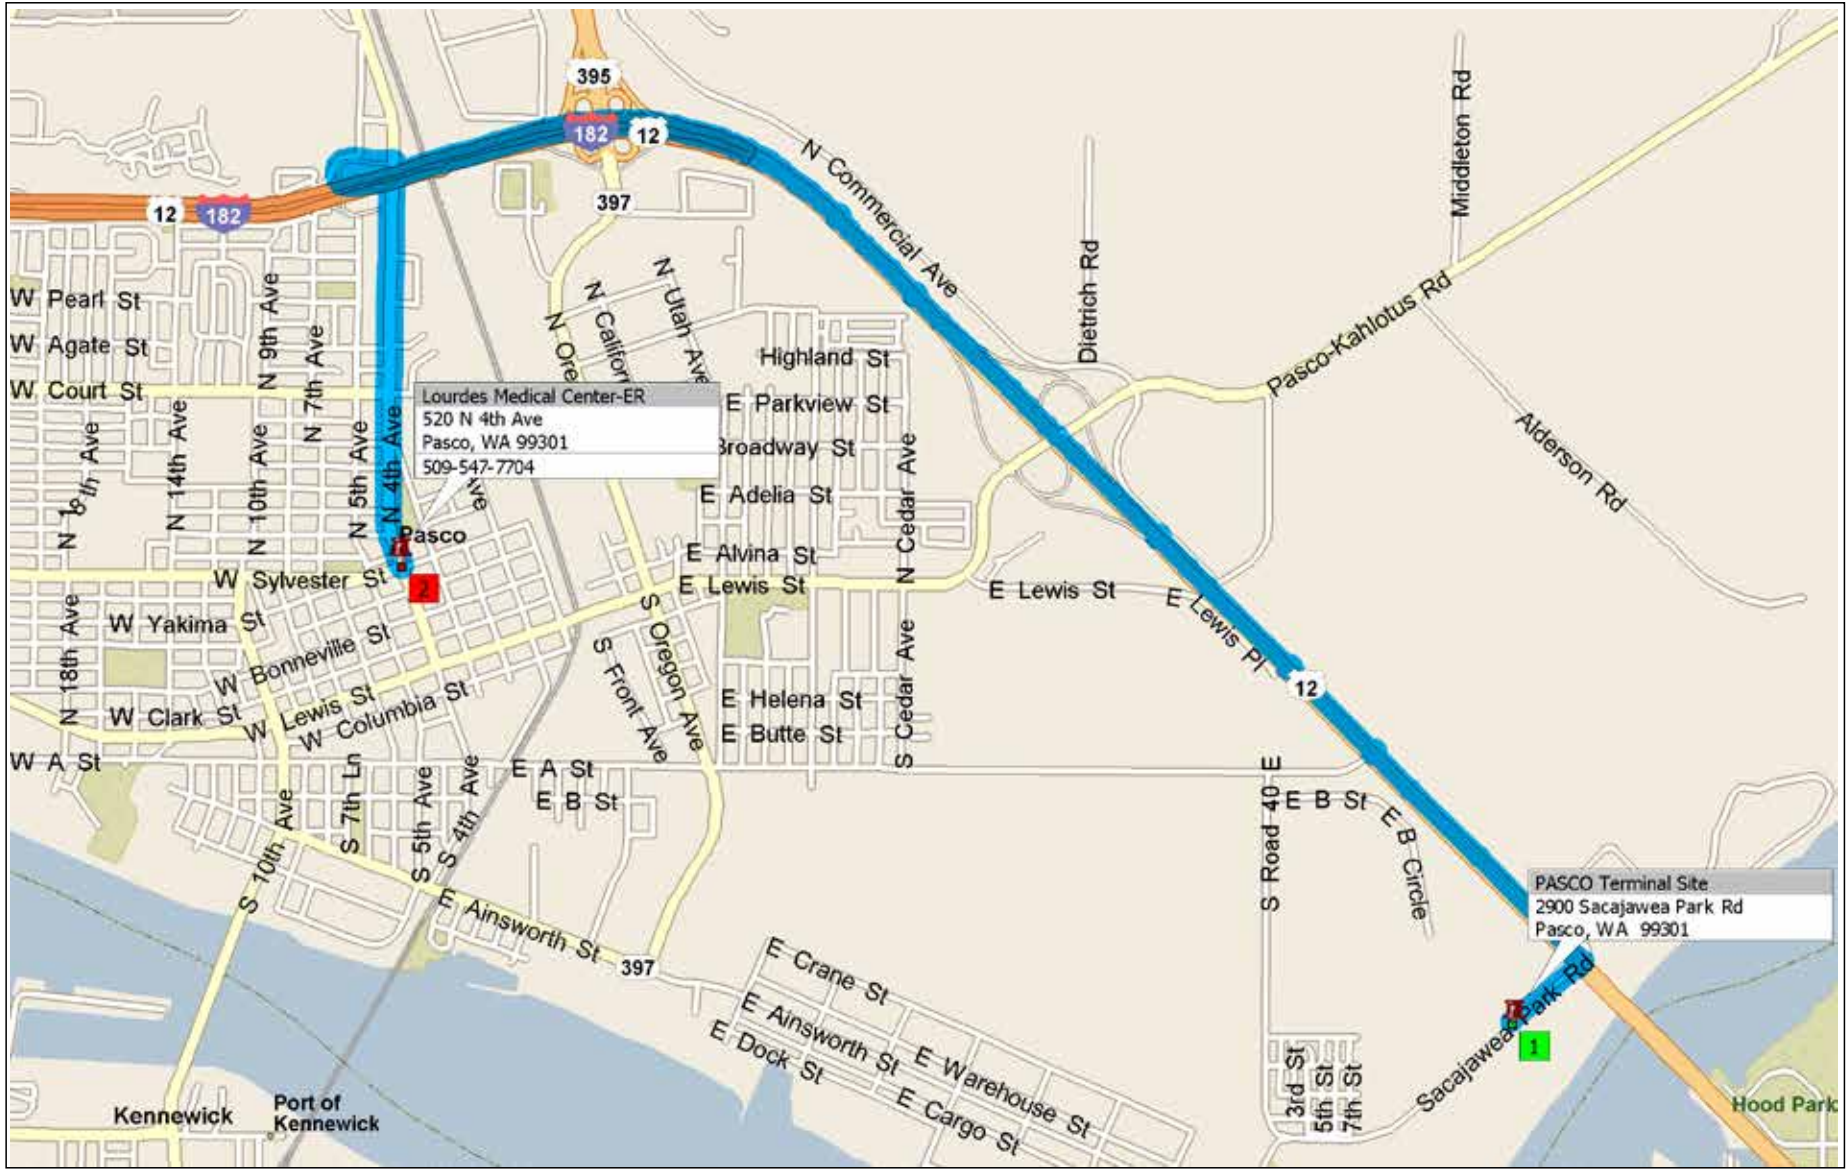 395
182
12
12
182
397
N Commercial Ave
Middleton Rd
Dietrich Rd
Pasco-Kahlotus Rd
Alderson Rd
W Pearl St
W Agate St
W Court St
N 9th Ave
N 7th Ave
N Utah Ave
N Ore
N Californ
Highland St
E Parkview St
Broadway St
E Adelia St
E Alvina St
E Lewis St
Lourdes Medical Center-ER
520 N 4th Ave
Pasco, WA 99301
509-547-7704
N 18th Ave
N 14th Ave
N 10th Ave
N 5th Ave
N 4th Ave
Ave
Pasco
2
N Cedar Ave
E Lewis St
E Lewis Pl
12
W Sylvester St
W Yakima St
W Bonneville St
N 18th Ave
W Clark St
W Lewis St
W Columbia St
S Oregon Ave
S Front Ave
E Helena St
E Butte St
S Cedar Ave
W A St
E A St
E B St
S 7th Ln
S 5th Ave
S 4th Ave
S 10th Ave
S Road 40 E
E B St
E B Circle
PASCO Terminal Site
2900 Sacajawea Park Rd
Pasco, WA 99301
1
Sacajawea Park Rd
E Ainsworth St
397
E Crane St
E Ainsworth St
E Dock St
E Warehouse St
E Cargo St
3rd St
5th St
7th St
Kennewick
Port of
Kennewick
Hood Park